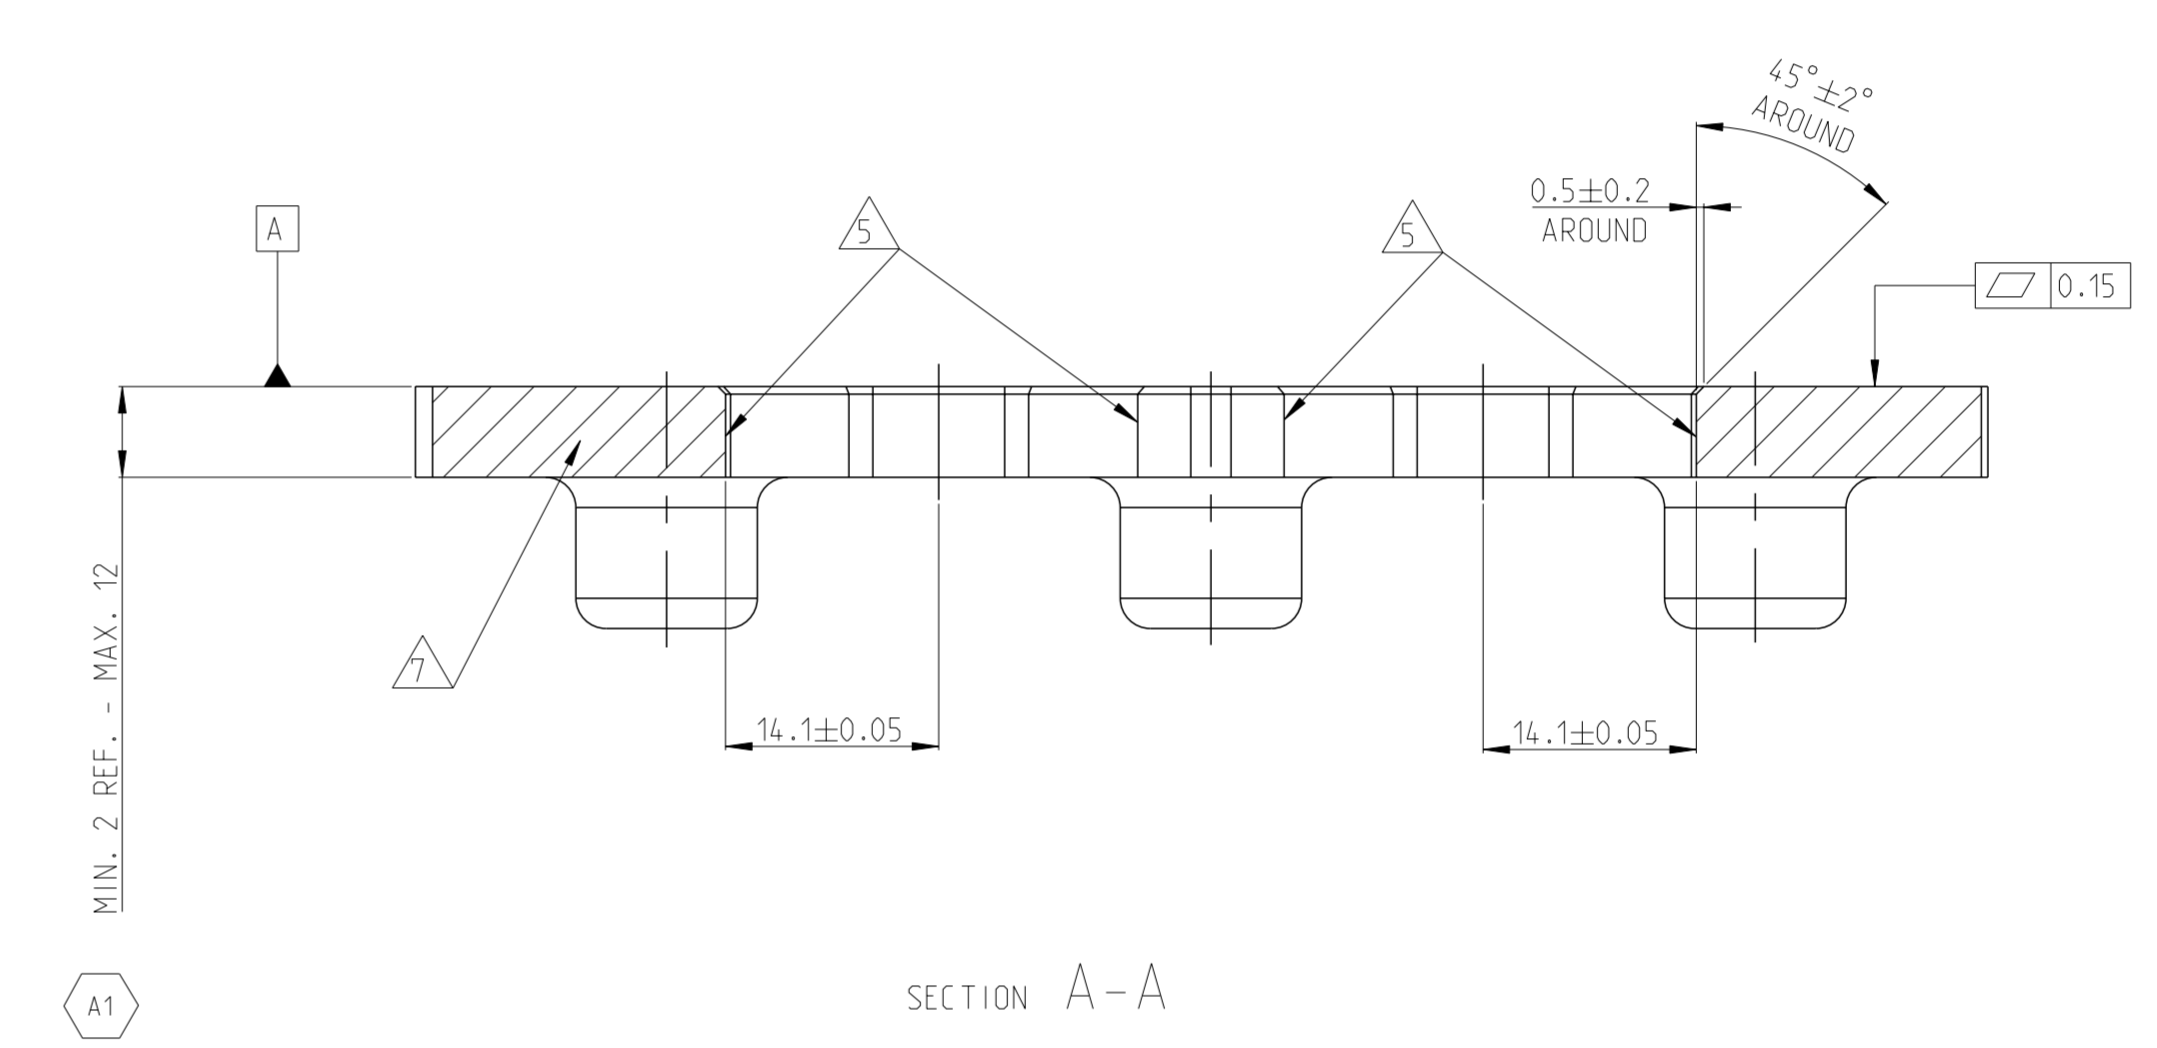 45°±2°
AROUND
0.5±0.2
AROUND
A
5
5
0.15
7
14.1±0.05
14.1±0.05
MIN. 2 REF. - MAX. 12
A1
SECTION A-A